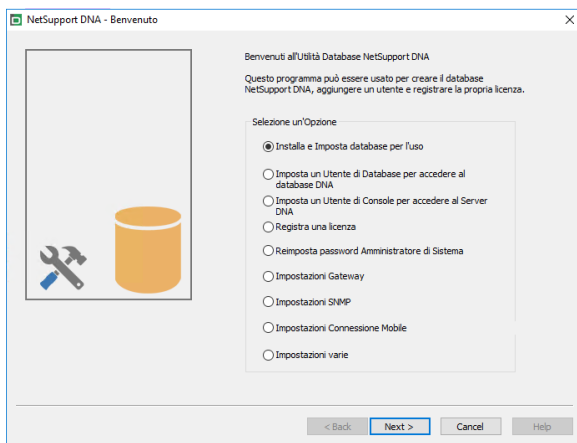 NetSupport DNA - Benvenuto
Benvenuti all'Utilità Database NetSupport DNA
Questo programma può essere usato per creare il database
NetSupport DNA, aggiungere un utente e registrare la propria licenza.
Selezione un'Opzione
Installa e Imposta database per l'uso
Imposta un Utente di Database per accedere al
database DNA
Imposta un Utente di Console per accedere al Server
DNA
Registra una licenza
Reimposta password Amministratore di Sistema
Impostazioni Gateway
Impostazioni SNMP
Impostazioni Connessione Mobile
Impostazioni varie
< Back
Next >
Cancel
Help